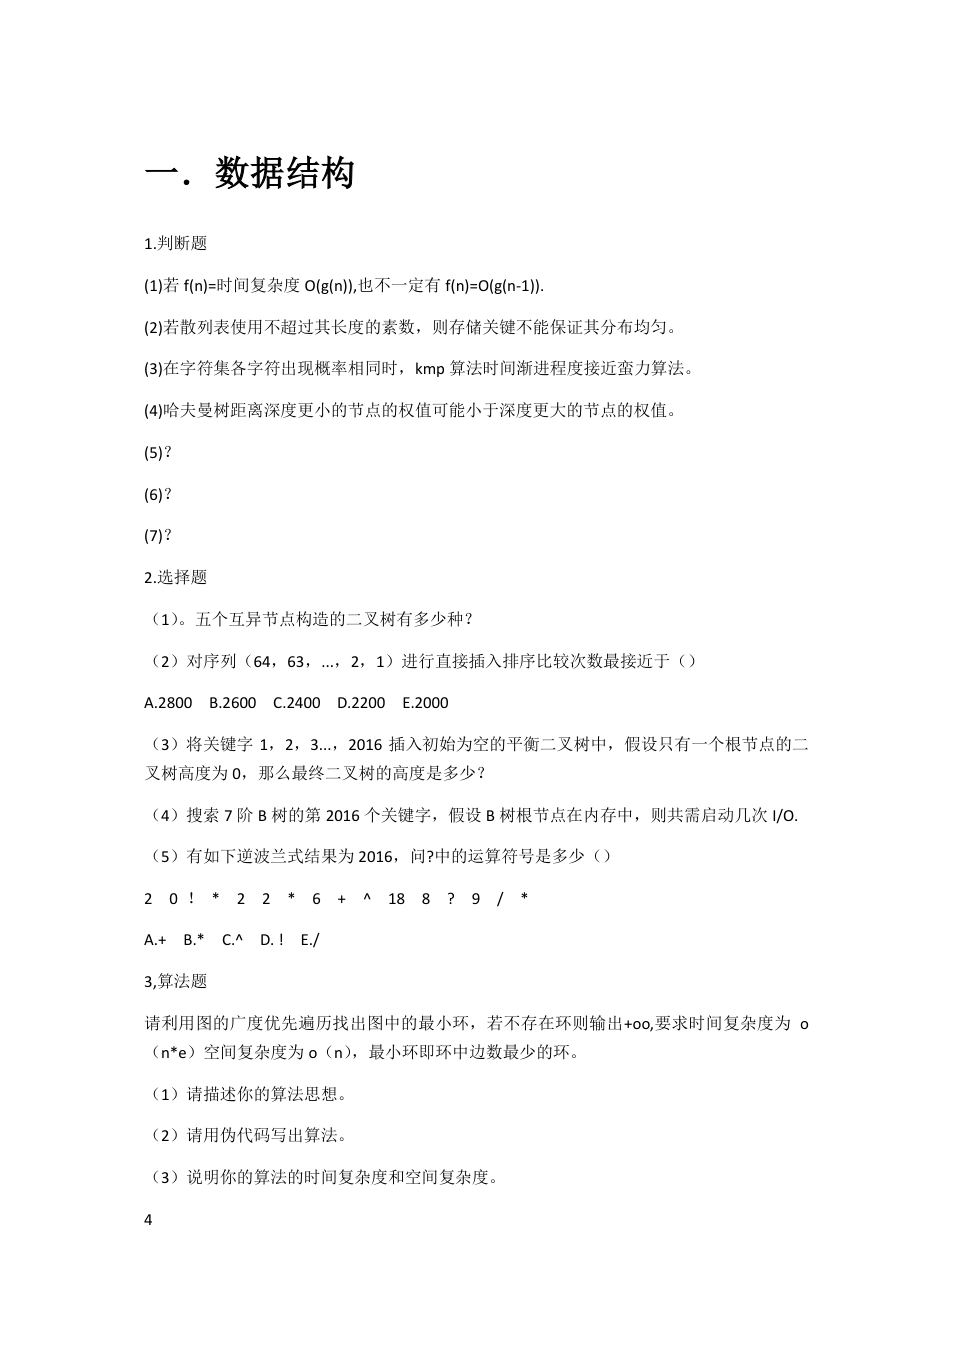 一．数据结构
1.判断题
(1)若 f(n)=时间复杂度 O(g(n)),也不一定有 f(n)=O(g(n-1)).
(2)若散列表使用不超过其长度的素数，则存储关键不能保证其分布均匀。
(3)在字符集各字符出现概率相同时，kmp 算法时间渐进程度接近蛮力算法。
(4)哈夫曼树距离深度更小的节点的权值可能小于深度更大的节点的权值。
(5)？
(6)？
(7)？
2.选择题
（1）。五个互异节点构造的二叉树有多少种？
（2）对序列（64，63，...，2，1）进行直接插入排序比较次数最接近于（）
A.2800 B.2600 C.2400 D.2200 E.2000
（3）将关键字 1，2，3...，2016 插入初始为空的平衡二叉树中，假设只有一个根节点的二
叉树高度为 0，那么最终二叉树的高度是多少？
（4）搜索 7 阶 B 树的第 2016 个关键字，假设 B 树根节点在内存中，则共需启动几次 I/O.
（5）有如下逆波兰式结果为 2016，问?中的运算符号是多少（）
2 0 ！ * 2 2 * 6 + ^ 18 8 ? 9 / *
A.+ B.* C.^ D.！ E./
3,算法题
请利用图的广度优先遍历找出图中的最小环，若不存在环则输出+oo,要求时间复杂度为 o
（n*e）空间复杂度为 o（n），最小环即环中边数最少的环。
（1）请描述你的算法思想。
（2）请用伪代码写出算法。
（3）说明你的算法的时间复杂度和空间复杂度。
4